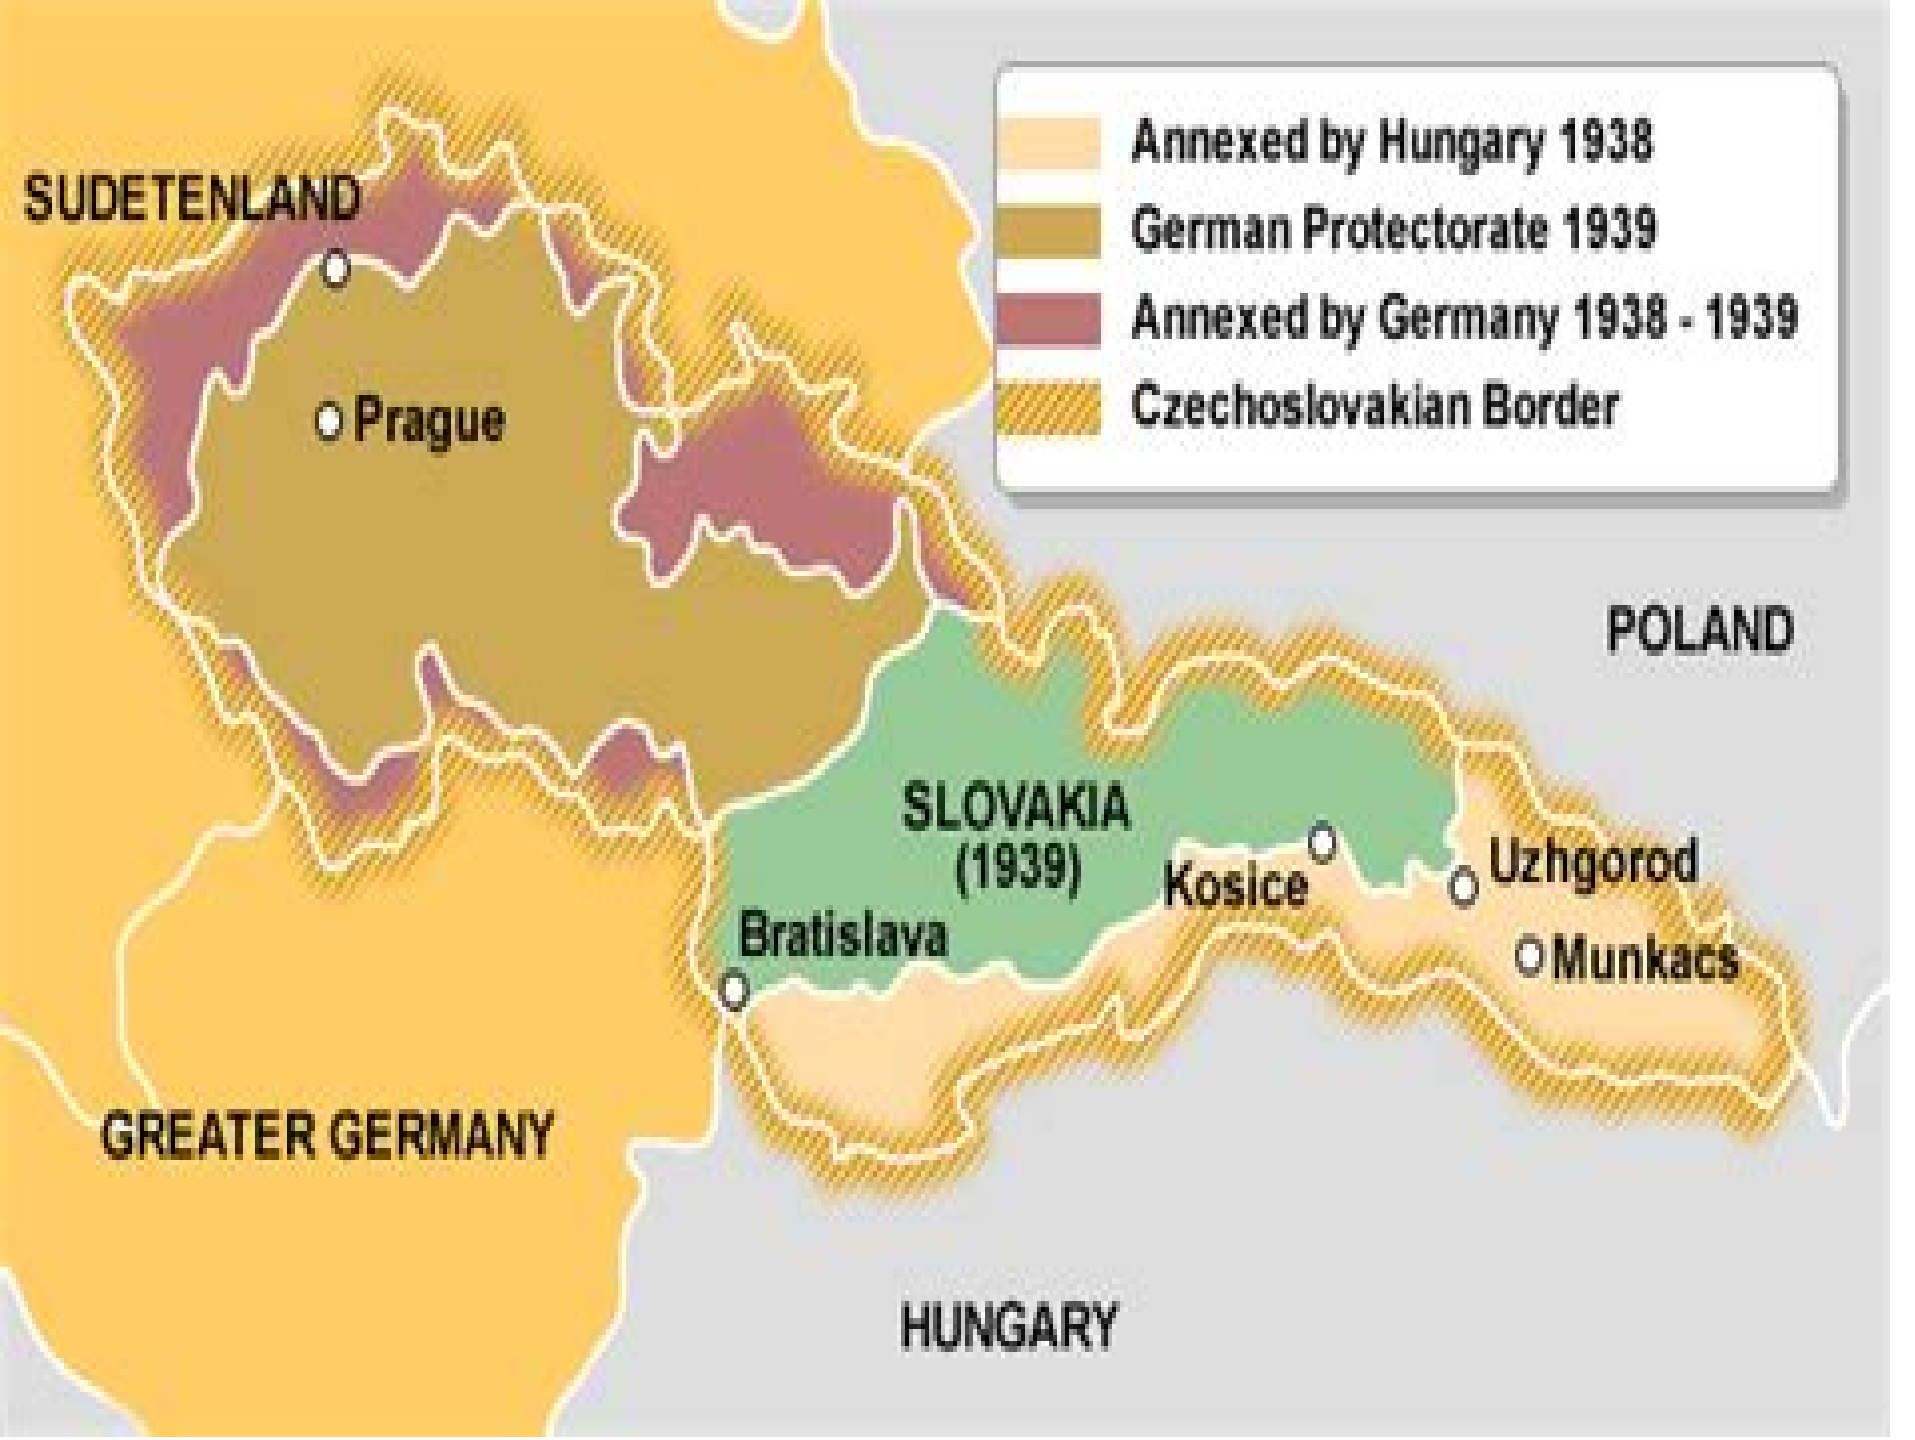 Annexed by Hungary 1938
German Protectorate 1939
Annexed by Germany 1938 - 1939
Czechoslovakian Border
SUDETENLAND
Prague
POLAND
SLOVAKIA
(1939)
Kosice
Uzhgorod
Bratislava
Munkacs
GREATER GERMANY
HUNGARY